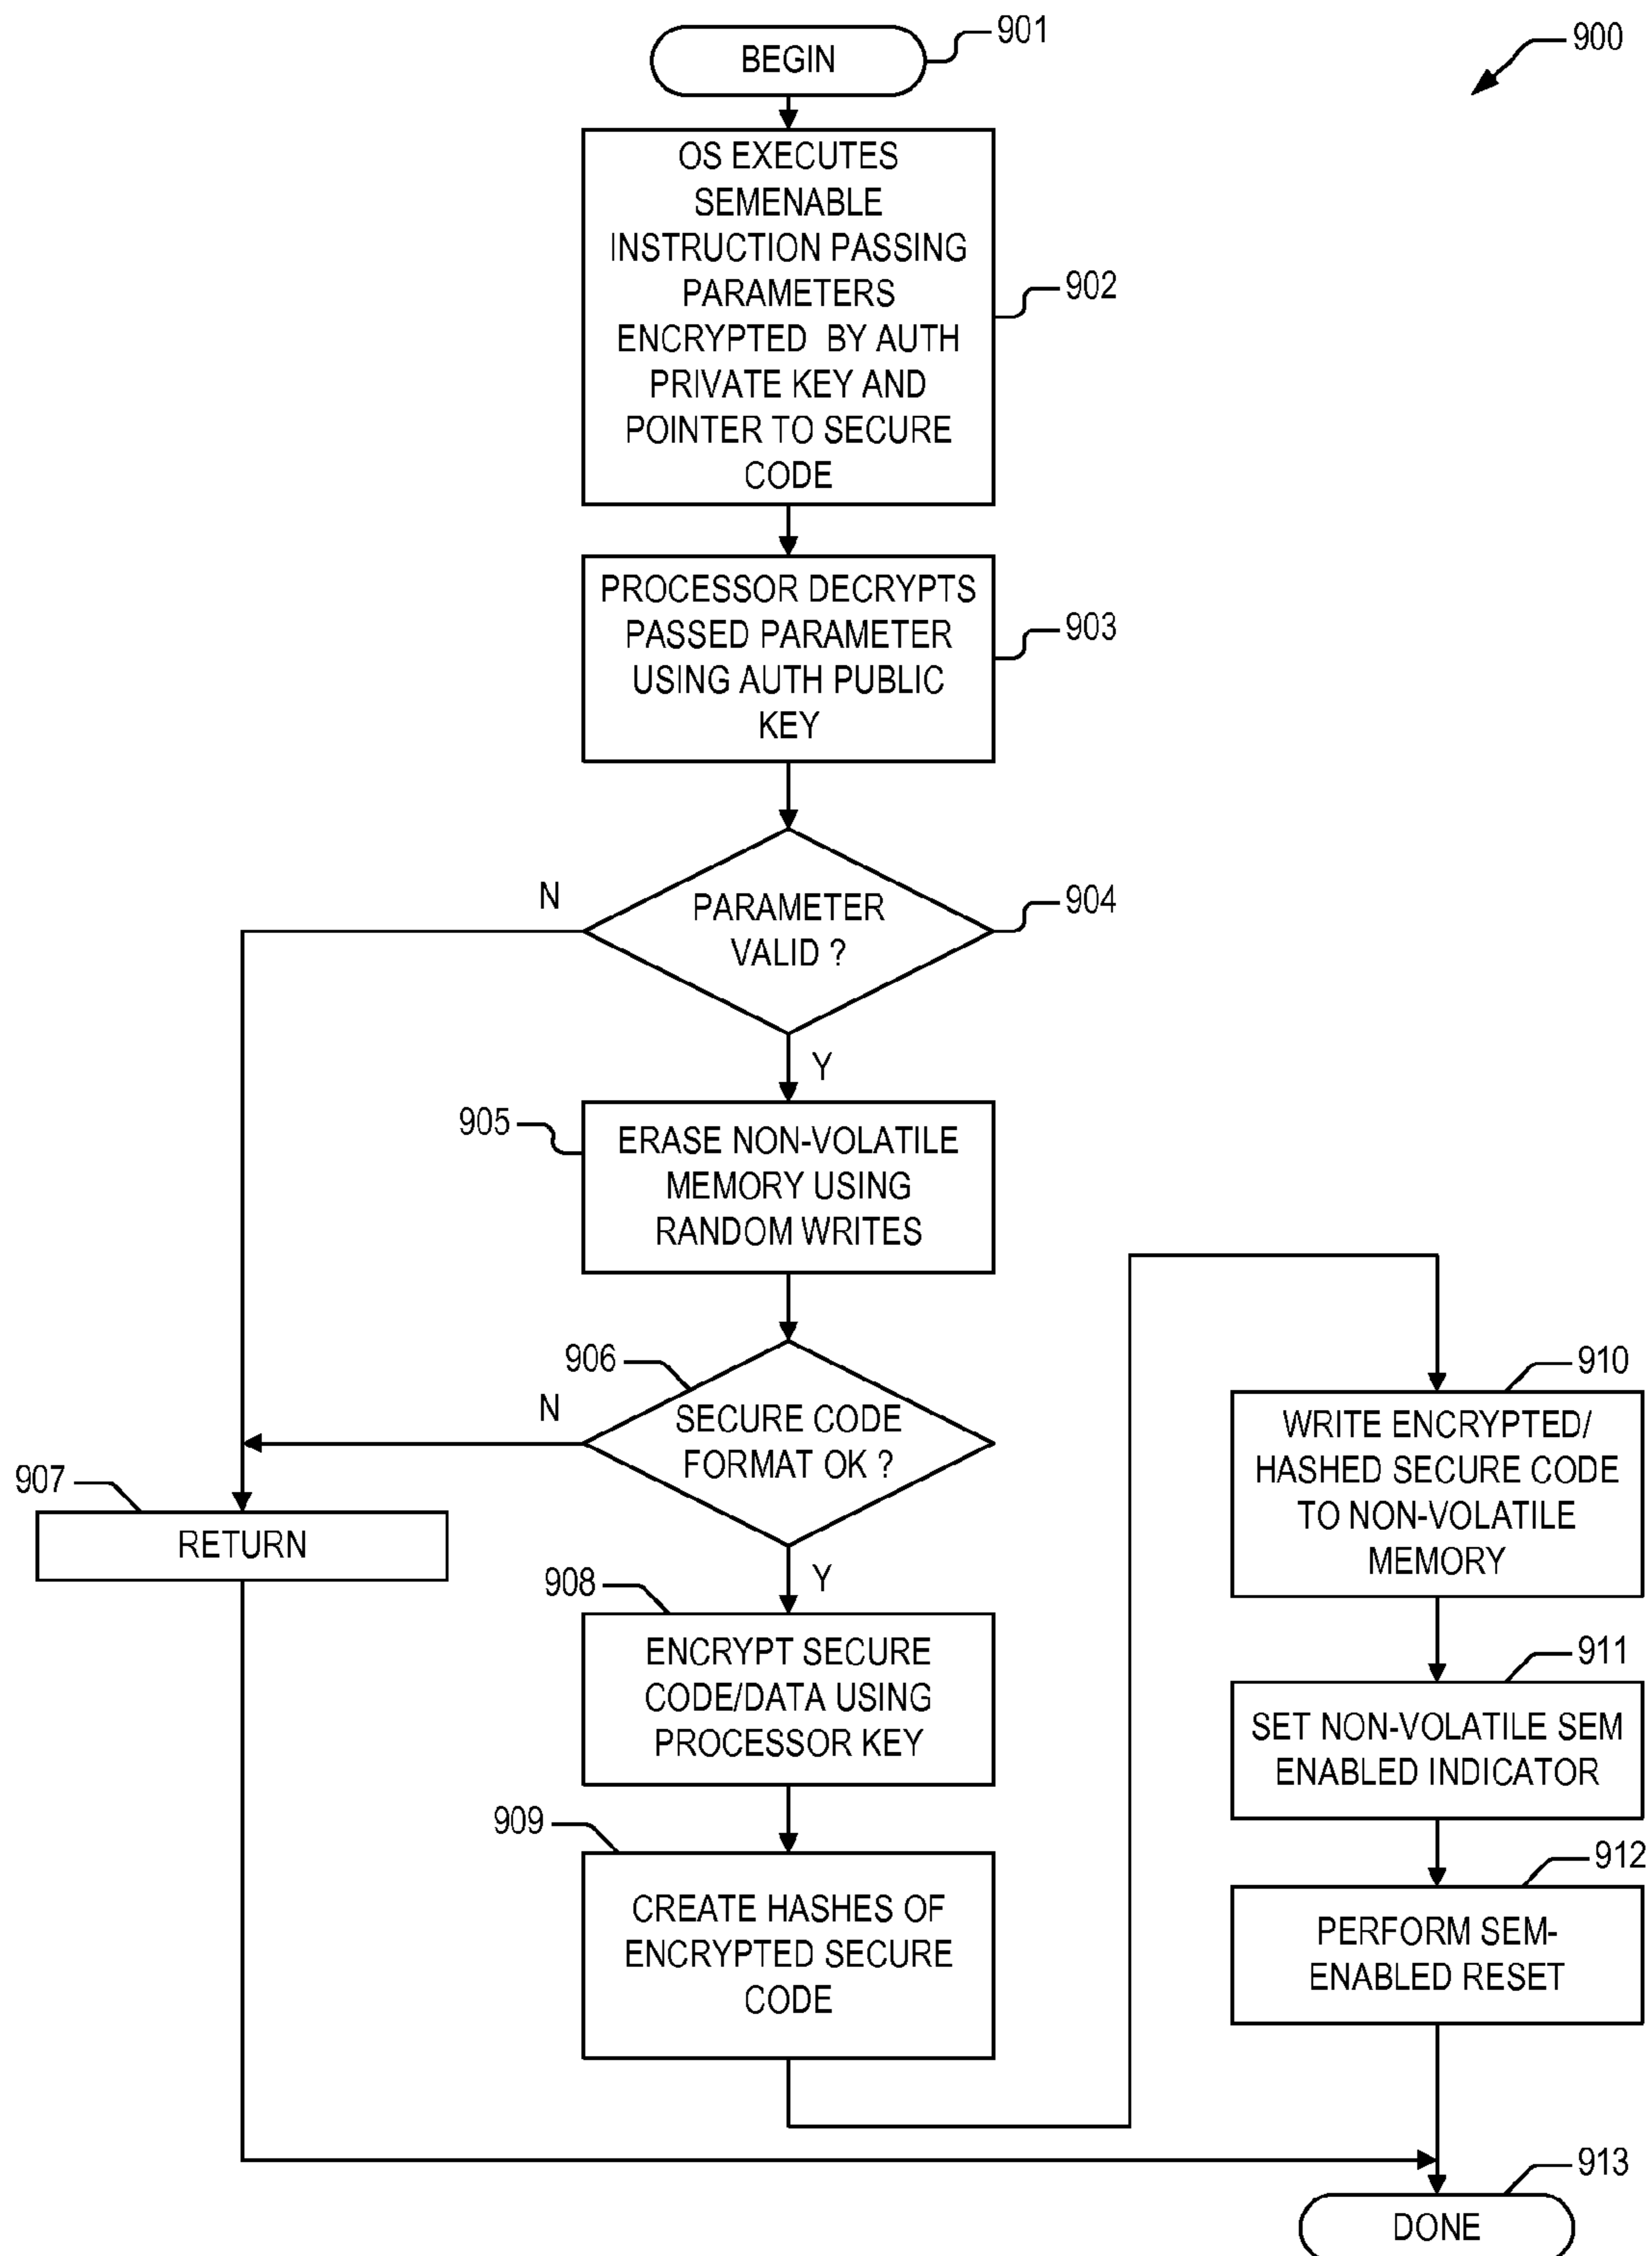 BEGIN
901
900
OS EXECUTES
SEMENABLE
INSTRUCTION PASSING
PARAMETERS
ENCRYPTED BY AUTH
PRIVATE KEY AND
POINTER TO SECURE
CODE
902
PROCESSOR DECRYPTS
PASSED PARAMETER
USING AUTH PUBLIC
KEY
903
PARAMETER
VALID ?
904
N
Y
905
ERASE NON-VOLATILE
MEMORY USING
RANDOM WRITES
906
SECURE CODE
FORMAT OK ?
N
Y
907
RETURN
908
ENCRYPT SECURE
CODE/DATA USING
PROCESSOR KEY
909
CREATE HASHES OF
ENCRYPTED SECURE
CODE
910
WRITE ENCRYPTED/
HASHED SECURE CODE
TO NON-VOLATILE
MEMORY
911
SET NON-VOLATILE SEM
ENABLED INDICATOR
912
PERFORM SEM-
ENABLED RESET
913
DONE